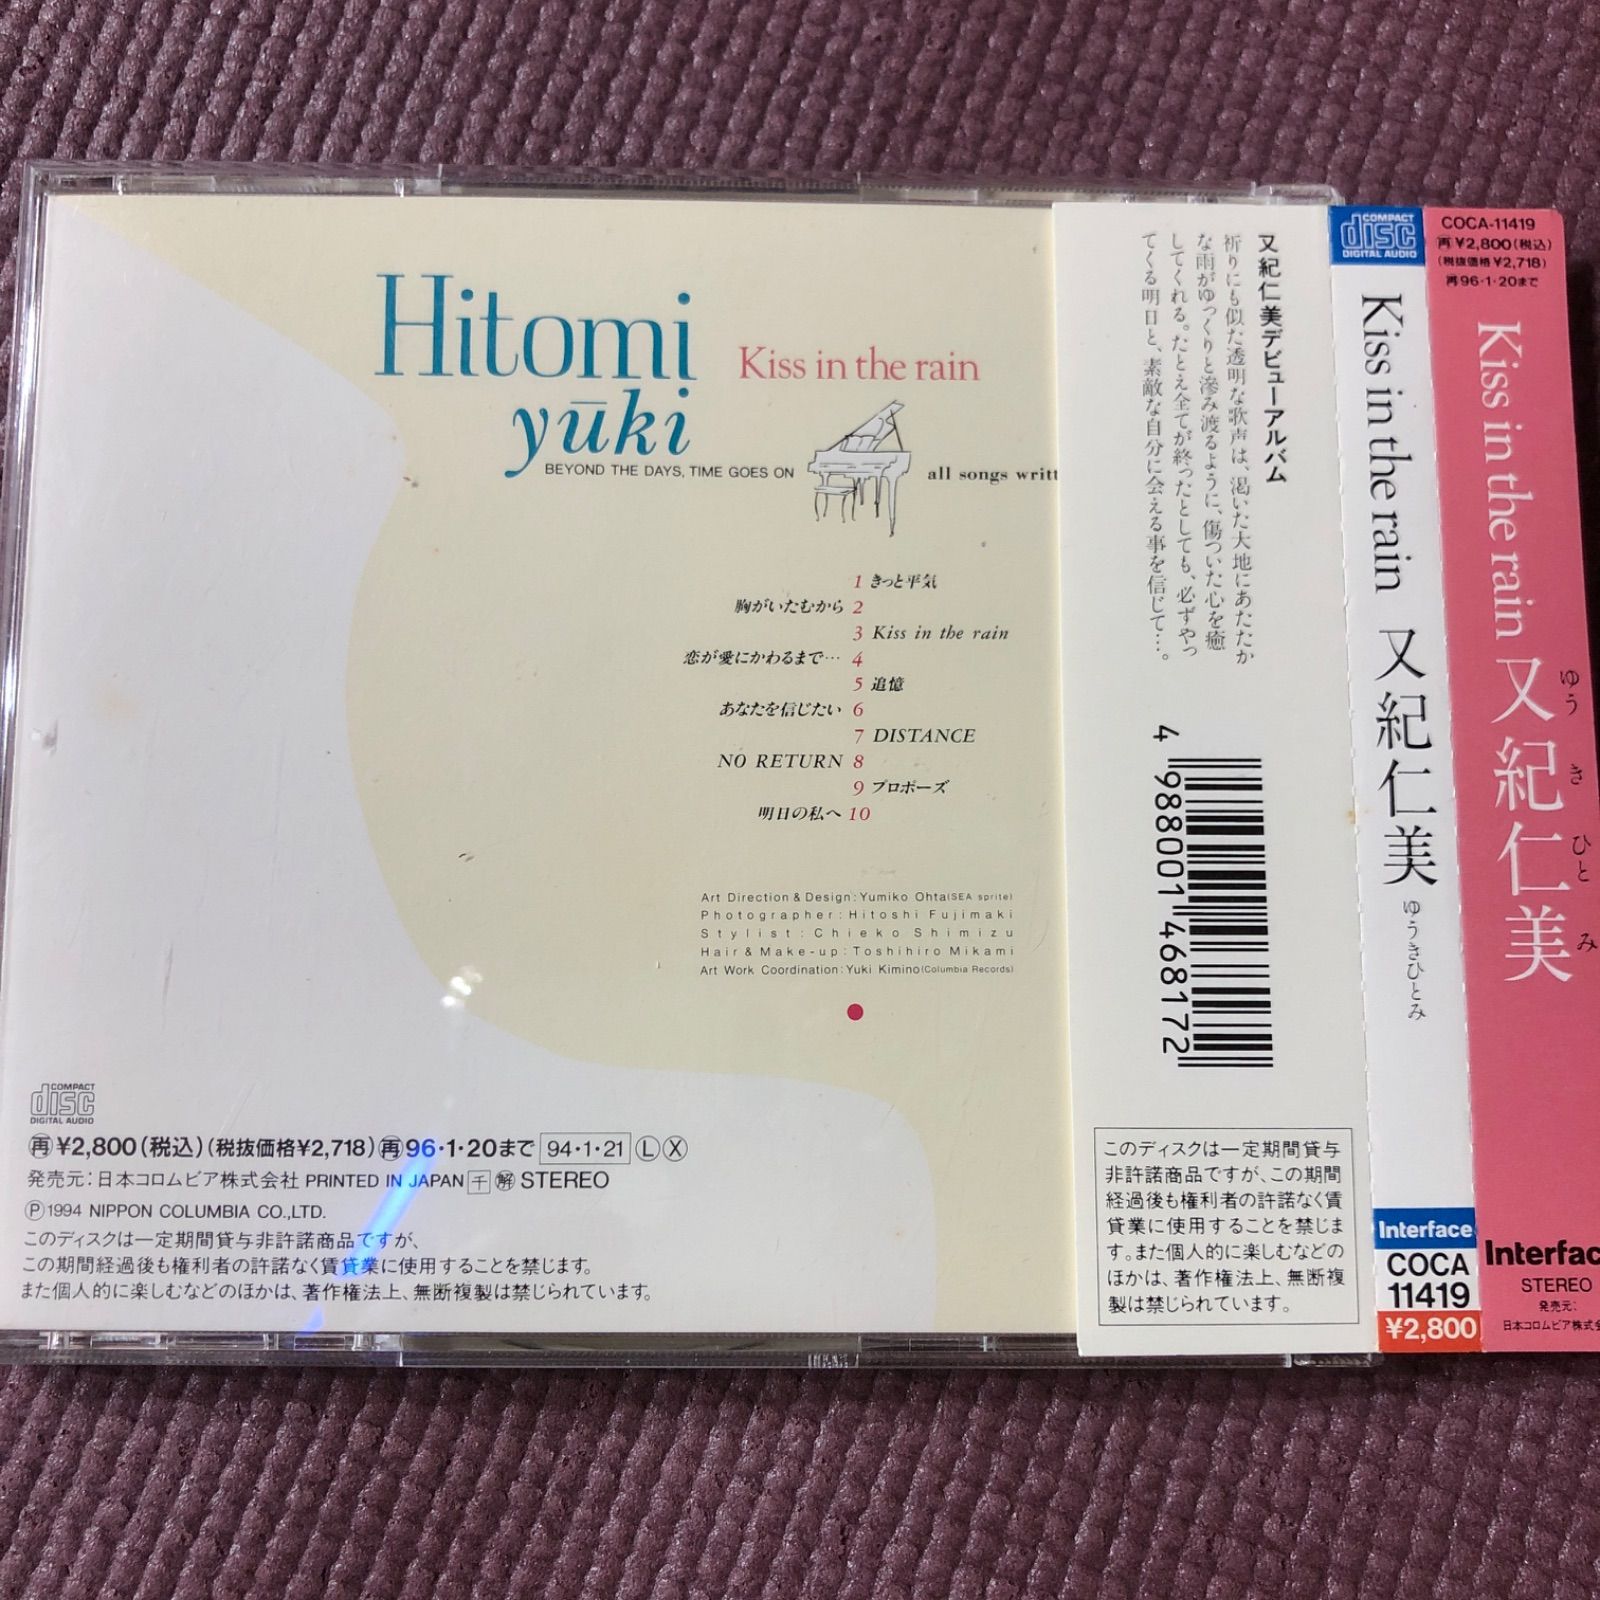 Hitomi
yūki
Kiss in the rain
BEYOND THE DAYS, TIME GOES ON
all songs writt
1 きっと平気
胸がいたむから 2
3 Kiss in the rain
恋が愛にかわるまで… 4
5 追憶
あなたを信じたい 6
7 DISTANCE
NO RETURN 8
9 プロポーズ
明日の私へ 10
Art Direction & Design: Yumiko Ohta (SEA sprite)
Photographer: Hitoshi Fujimaki
Stylist: Chieko Shimizu
Hair & Make-up: Toshihiro Mikami
Art Work Coordination: Yuki Kimino (Columbia Records)
COMPACT
disc
DIGITAL AUDIO
再¥2,800(税込)(税抜価格¥2,718)再96・1・20まで 94・1・21 Ⓛ Ⓧ
発売元:日本コロムビア株式会社 PRINTED IN JAPAN 千 解 STEREO
Ⓟ1994 NIPPON COLUMBIA CO.,LTD.
このディスクは一定期間貸与非許諾商品ですが、
この期間経過後も権利者の許諾なく賃貸業に使用することを禁じます。
また個人的に楽しむなどのほかは、著作権法上、無断複製は禁じられています。
又紀仁美デビューアルバム
祈りにも似た透明な歌声は、渇いた大地にあたたか
な雨がゆっくりと滲み渡るように、傷ついた心を癒
してくれる。たとえ全てが終ったとしても、必ずやっ
てくる明日と、素敵な自分に会える事を信じて…。
4 988001 468172
このディスクは一定期間貸与
非許諾商品ですが、この期間
経過後も権利者の許諾なく賃
貸業に使用することを禁じま
す。また個人的に楽しむなどの
ほかは、著作権法上、無断複
製は禁じられています。
COMPACT
disc
DIGITAL AUDIO
Kiss in the rain 又紀仁美 ゆうきひとみ
Interface
COCA
11419
¥2,800
COCA-11419
再¥2,800(税込)
(税抜価格¥2,718)
再96・1・20まで
Kiss in the rain 又紀仁美
ゆう き ひと み
Interfac
STEREO
発売元:
日本コロムビア株式会